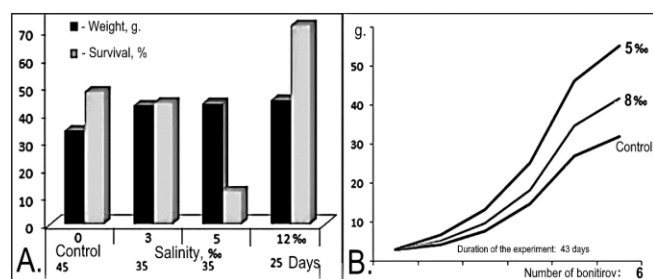 - Weight, g.
- Survival, %
70
60
50
40
30
20
10
0
0 3 5 12 ‰
Control Salinity, ‰
45 35 35 25 Days
A.
g.
50
40
30
20
10
5 ‰
8 ‰
Control
Duration of the experiment: 43 days
B.
Number of bonitirov: 6